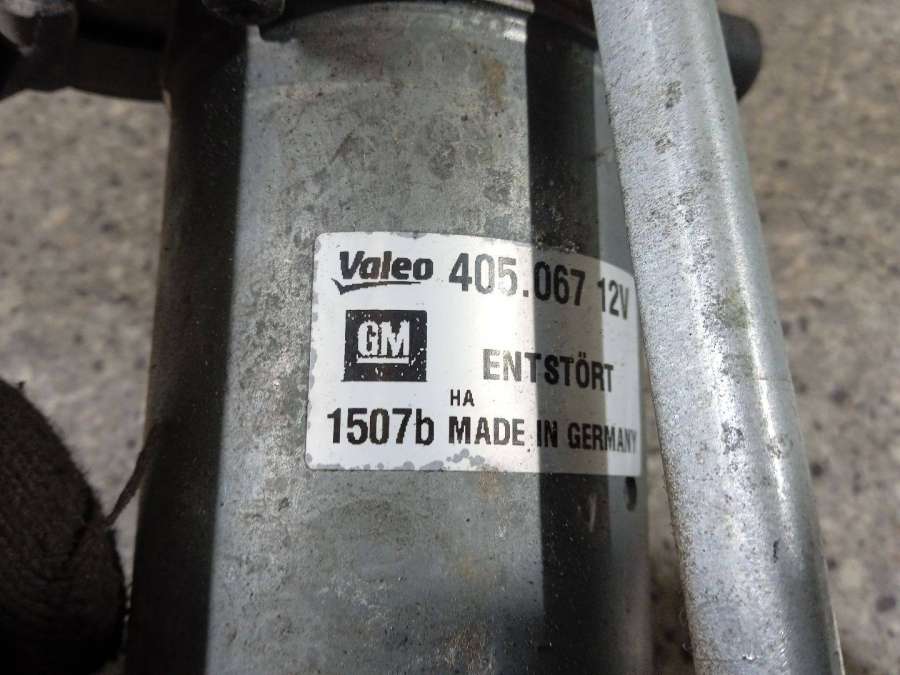 Valeo 405.067 12V
GM
ENTSTÖRT
HA
1507b MADE IN GERMANY